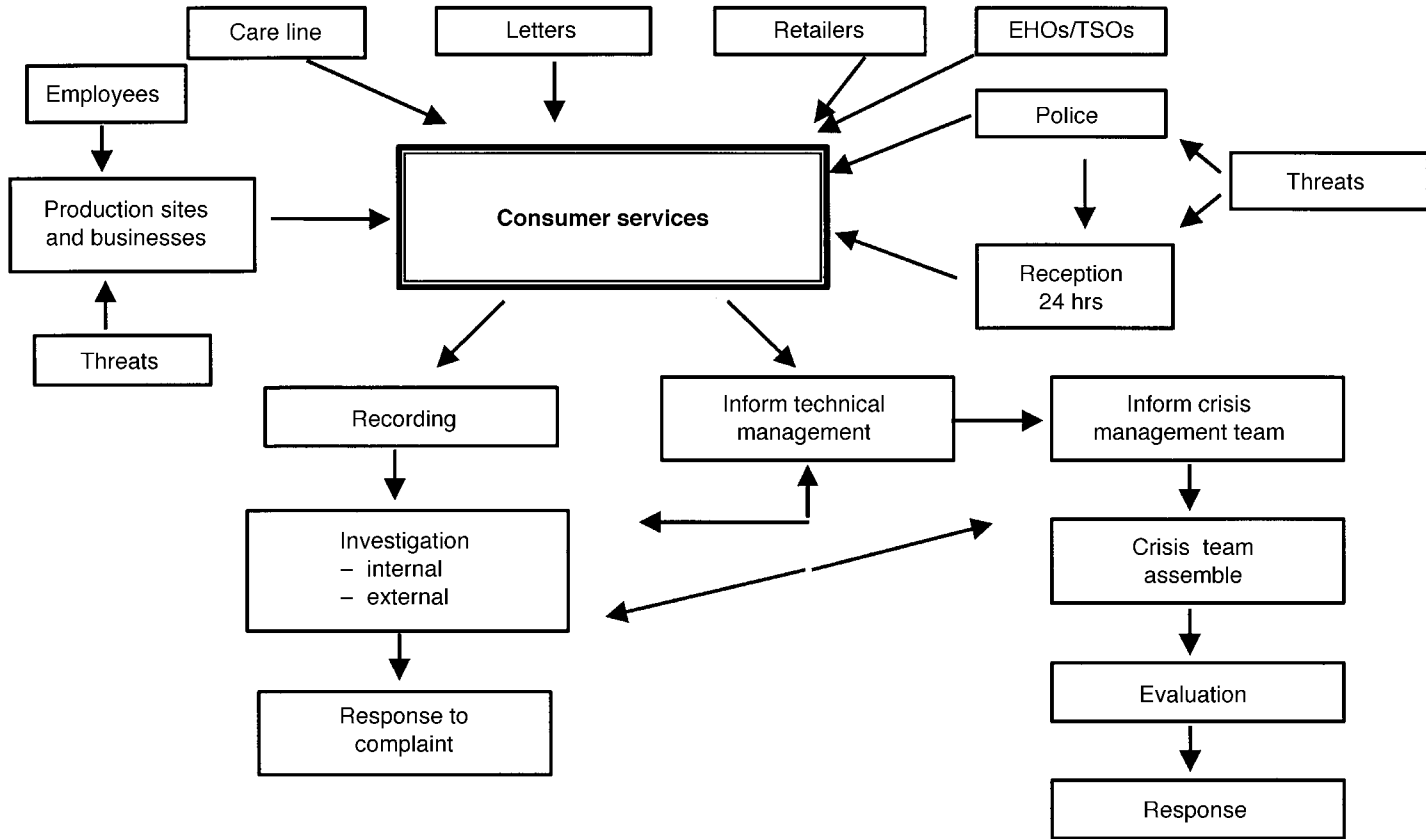 Care line
Letters
Retailers
EHOs/TSOs
Employees
Police
Production sites
and businesses
Consumer services
Threats
Reception
24 hrs
Threats
Recording
Inform technical
management
Inform crisis
management team
Investigation
– internal
– external
Crisis team
assemble
Response to
complaint
Evaluation
Response